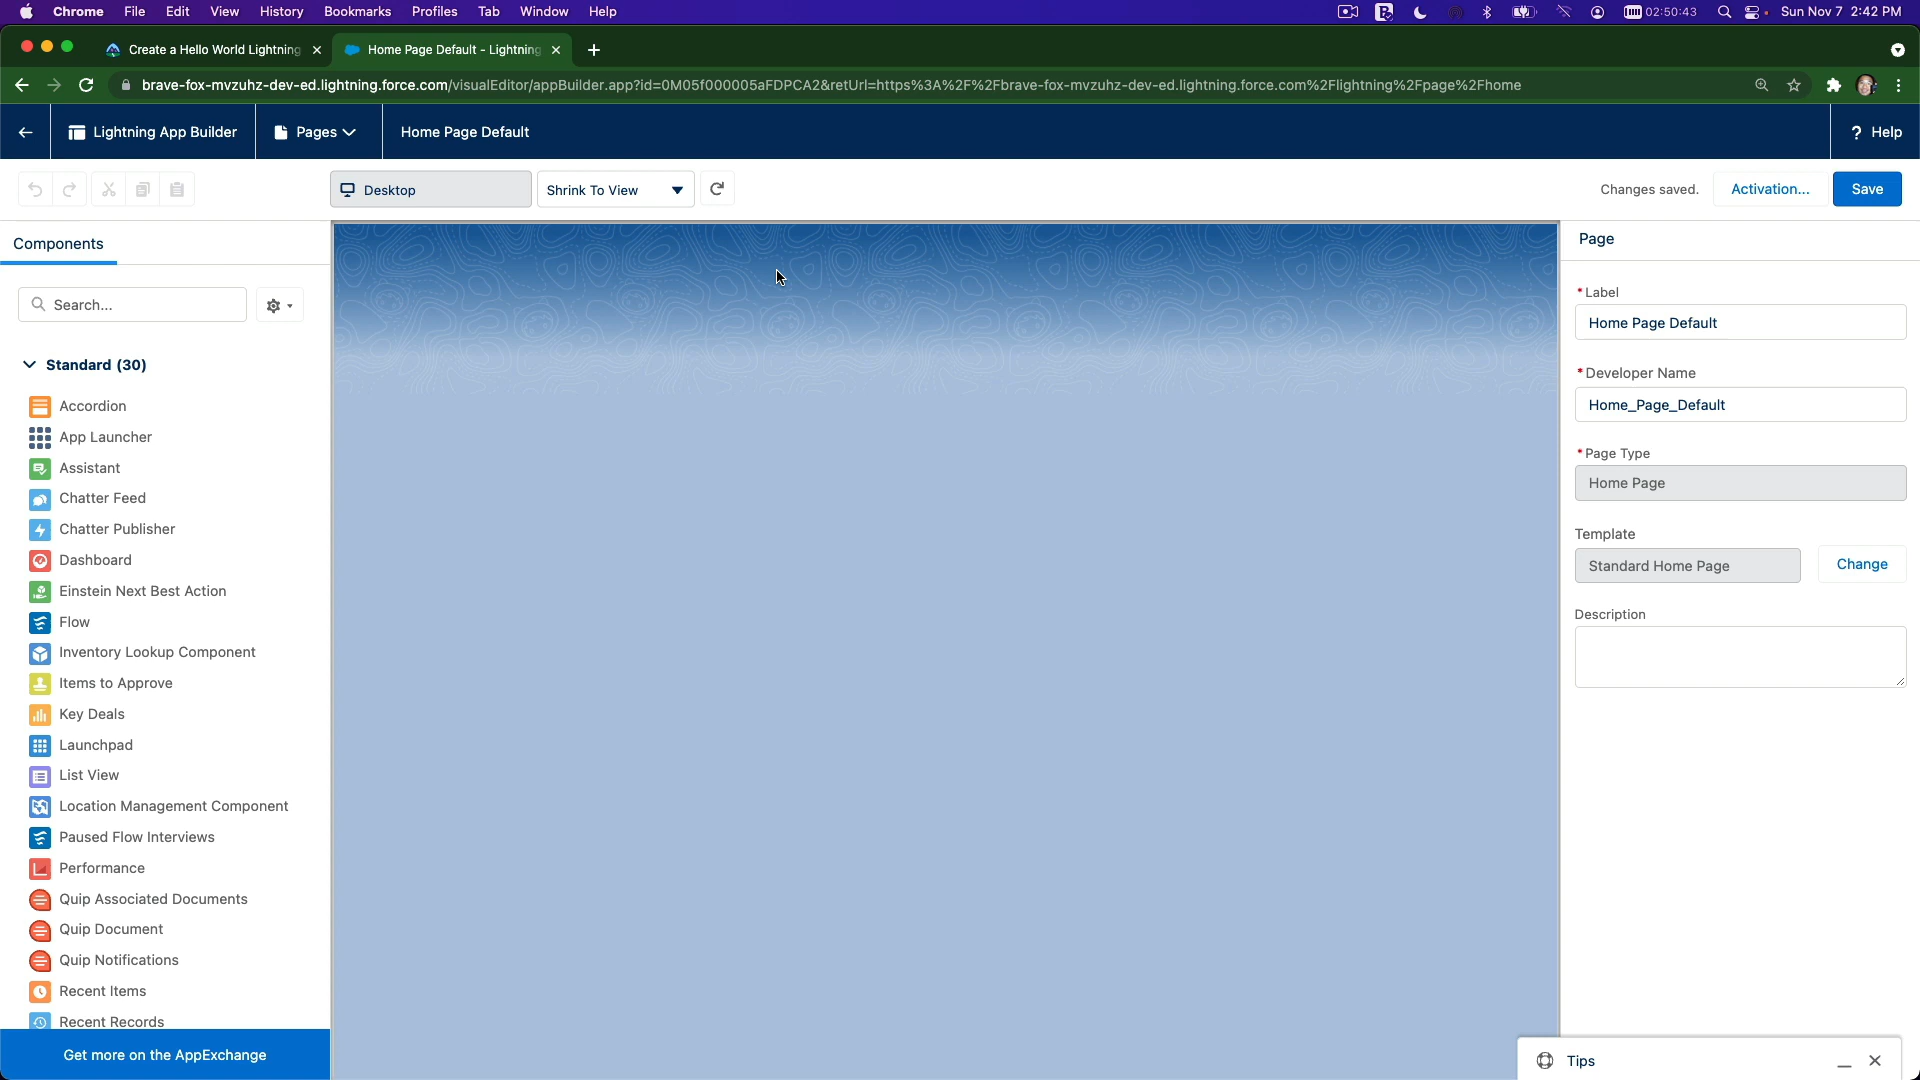 Chrome File Edit View History Bookmarks Profiles Tab Window Help 02:50:43 Sun Nov 7 2:42 PM
Create a Hello World Lightning
Home Page Default - Lightning
brave-fox-mvzuhz-dev-ed.lightning.force.com/visualEditor/appBuilder.app?id=0M05f000005aFDPCA2&retUrl=https%3A%2F%2Fbrave-fox-mvzuhz-dev-ed.lightning.force.com%2Flightning%2Fpage%2Fhome
Lightning App Builder Pages Home Page Default ? Help
Desktop Shrink To View Changes saved. Activation... Save
Components
Search...
Standard (30)
Accordion
App Launcher
Assistant
Chatter Feed
Chatter Publisher
Dashboard
Einstein Next Best Action
Flow
Inventory Lookup Component
Items to Approve
Key Deals
Launchpad
List View
Location Management Component
Paused Flow Interviews
Performance
Quip Associated Documents
Quip Document
Quip Notifications
Recent Items
Recent Records
Get more on the AppExchange
Page
* Label
Home Page Default
* Developer Name
Home_Page_Default
* Page Type
Home Page
Template
Standard Home Page Change
Description
Tips